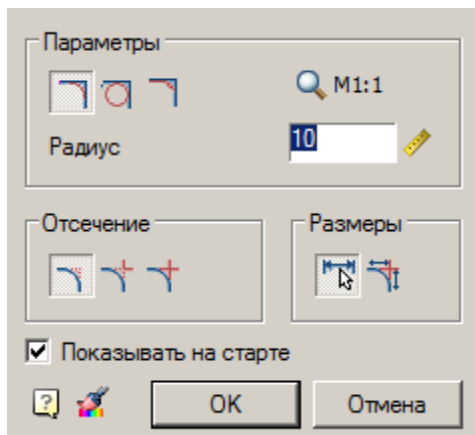 Параметры
M1:1
Радиус 10
Отсечение Размеры
Показывать на старте
OK Отмена